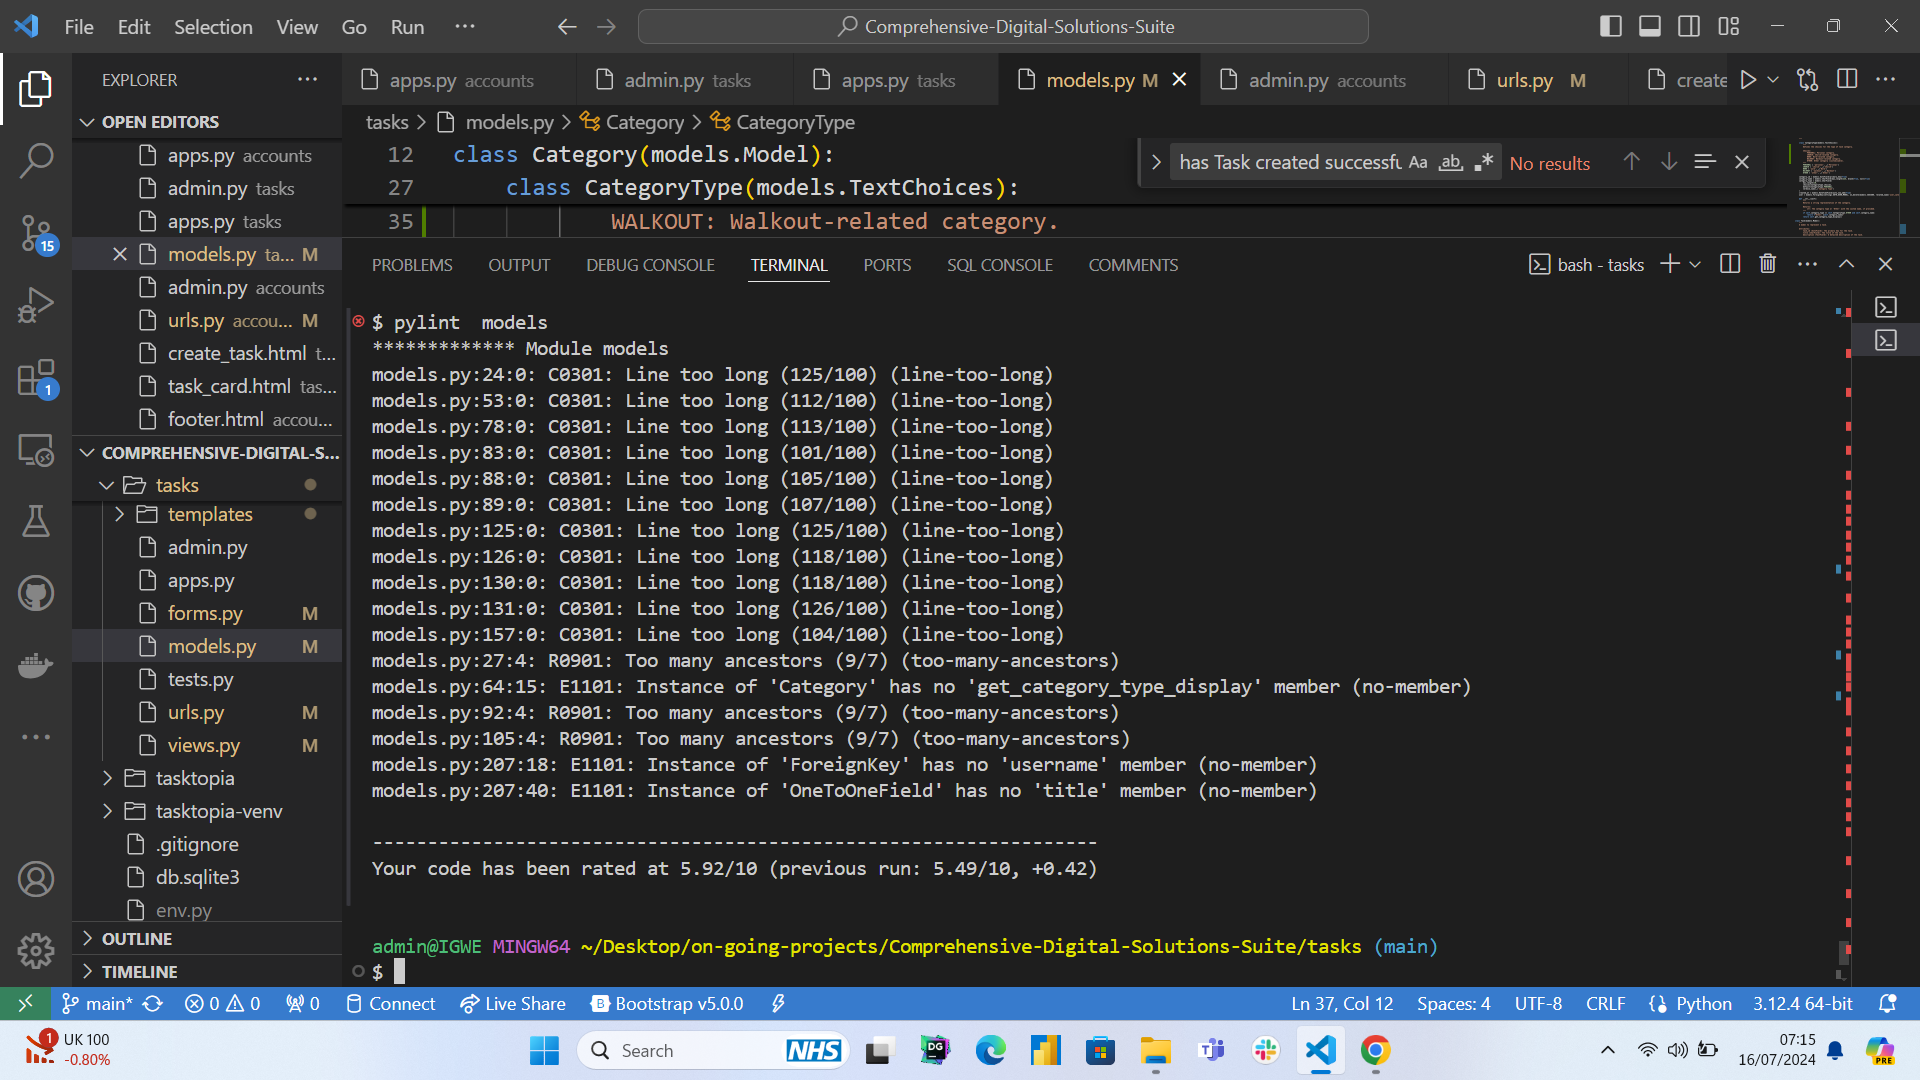 File Edit Selection View Go Run ··· Comprehensive-Digital-Solutions-Suite
EXPLORER
OPEN EDITORS
apps.py accounts
admin.py tasks
apps.py tasks
models.py ta... M
admin.py accounts
urls.py accou... M
create_task.html t...
task_card.html tas...
footer.html accou...
COMPREHENSIVE-DIGITAL-S...
tasks
templates
admin.py
apps.py
forms.py M
models.py M
tests.py
urls.py M
views.py M
tasktopia
tasktopia-venv
.gitignore
db.sqlite3
env.py
OUTLINE
TIMELINE
15
1
apps.py accounts admin.py tasks apps.py tasks models.py M admin.py accounts urls.py M create
tasks > models.py > Category > CategoryType
12 class Category(models.Model):
27 class CategoryType(models.TextChoices):
35 WALKOUT: Walkout-related category.
has Task created successfu Aa ab .* No results
PROBLEMS OUTPUT DEBUG CONSOLE TERMINAL PORTS SQL CONSOLE COMMENTS bash - tasks
$ pylint  models
************* Module models
models.py:24:0: C0301: Line too long (125/100) (line-too-long)
models.py:53:0: C0301: Line too long (112/100) (line-too-long)
models.py:78:0: C0301: Line too long (113/100) (line-too-long)
models.py:83:0: C0301: Line too long (101/100) (line-too-long)
models.py:88:0: C0301: Line too long (105/100) (line-too-long)
models.py:89:0: C0301: Line too long (107/100) (line-too-long)
models.py:125:0: C0301: Line too long (125/100) (line-too-long)
models.py:126:0: C0301: Line too long (118/100) (line-too-long)
models.py:130:0: C0301: Line too long (118/100) (line-too-long)
models.py:131:0: C0301: Line too long (126/100) (line-too-long)
models.py:157:0: C0301: Line too long (104/100) (line-too-long)
models.py:27:4: R0901: Too many ancestors (9/7) (too-many-ancestors)
models.py:64:15: E1101: Instance of 'Category' has no 'get_category_type_display' member (no-member)
models.py:92:4: R0901: Too many ancestors (9/7) (too-many-ancestors)
models.py:105:4: R0901: Too many ancestors (9/7) (too-many-ancestors)
models.py:207:18: E1101: Instance of 'ForeignKey' has no 'username' member (no-member)
models.py:207:40: E1101: Instance of 'OneToOneField' has no 'title' member (no-member)
------------------------------------------------------------------
Your code has been rated at 5.92/10 (previous run: 5.49/10, +0.42)
admin@IGWE MINGW64 ~/Desktop/on-going-projects/Comprehensive-Digital-Solutions-Suite/tasks (main)
$
main* 0 0 0 Connect Live Share Bootstrap v5.0.0 Ln 37, Col 12 Spaces: 4 UTF-8 CRLF Python 3.12.4 64-bit
1 UK 100
-0.80%
Search NHS DG
PRE
07:15
16/07/2024